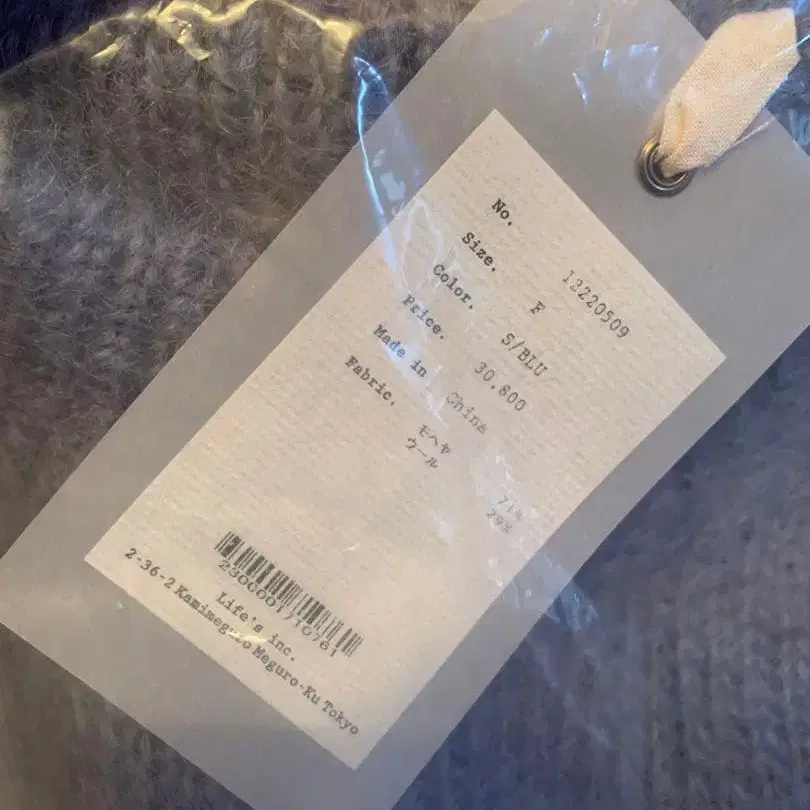 No. 12220509
Size. F
Color. S/BLU
Price. 30.800
Made in China
Fabric. モヘヤ 71%
ウール 29%
2300001710761
Life's inc.
2-36-2 Kamimeguro Meguro-Ku Tokyo